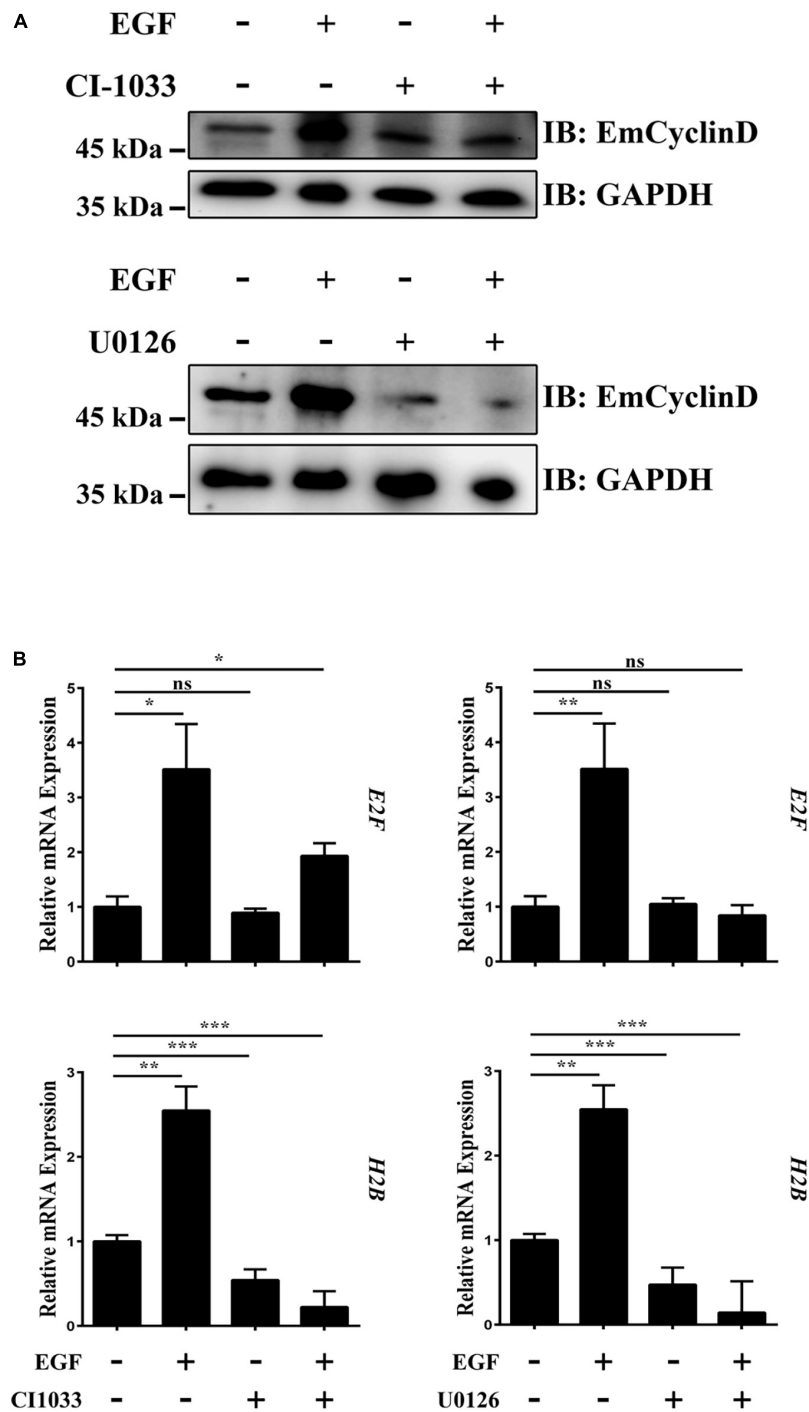 A
EGF - + - +
CI-1033 - - + +
45 kDa
IB: EmCyclinD
35 kDa
IB: GAPDH
EGF - + - +
U0126 - - + +
45 kDa
IB: EmCyclinD
35 kDa
IB: GAPDH
B
*
ns
*
5
4
3
2
1
0
Relative mRNA Expression
E2F
ns
ns
**
5
4
3
2
1
0
Relative mRNA Expression
E2F
***
***
**
3
2
1
0
Relative mRNA Expression
H2B
***
***
**
3
2
1
0
Relative mRNA Expression
H2B
EGF - + - +
CI1033 - - + +
EGF - + - +
U0126 - - + +